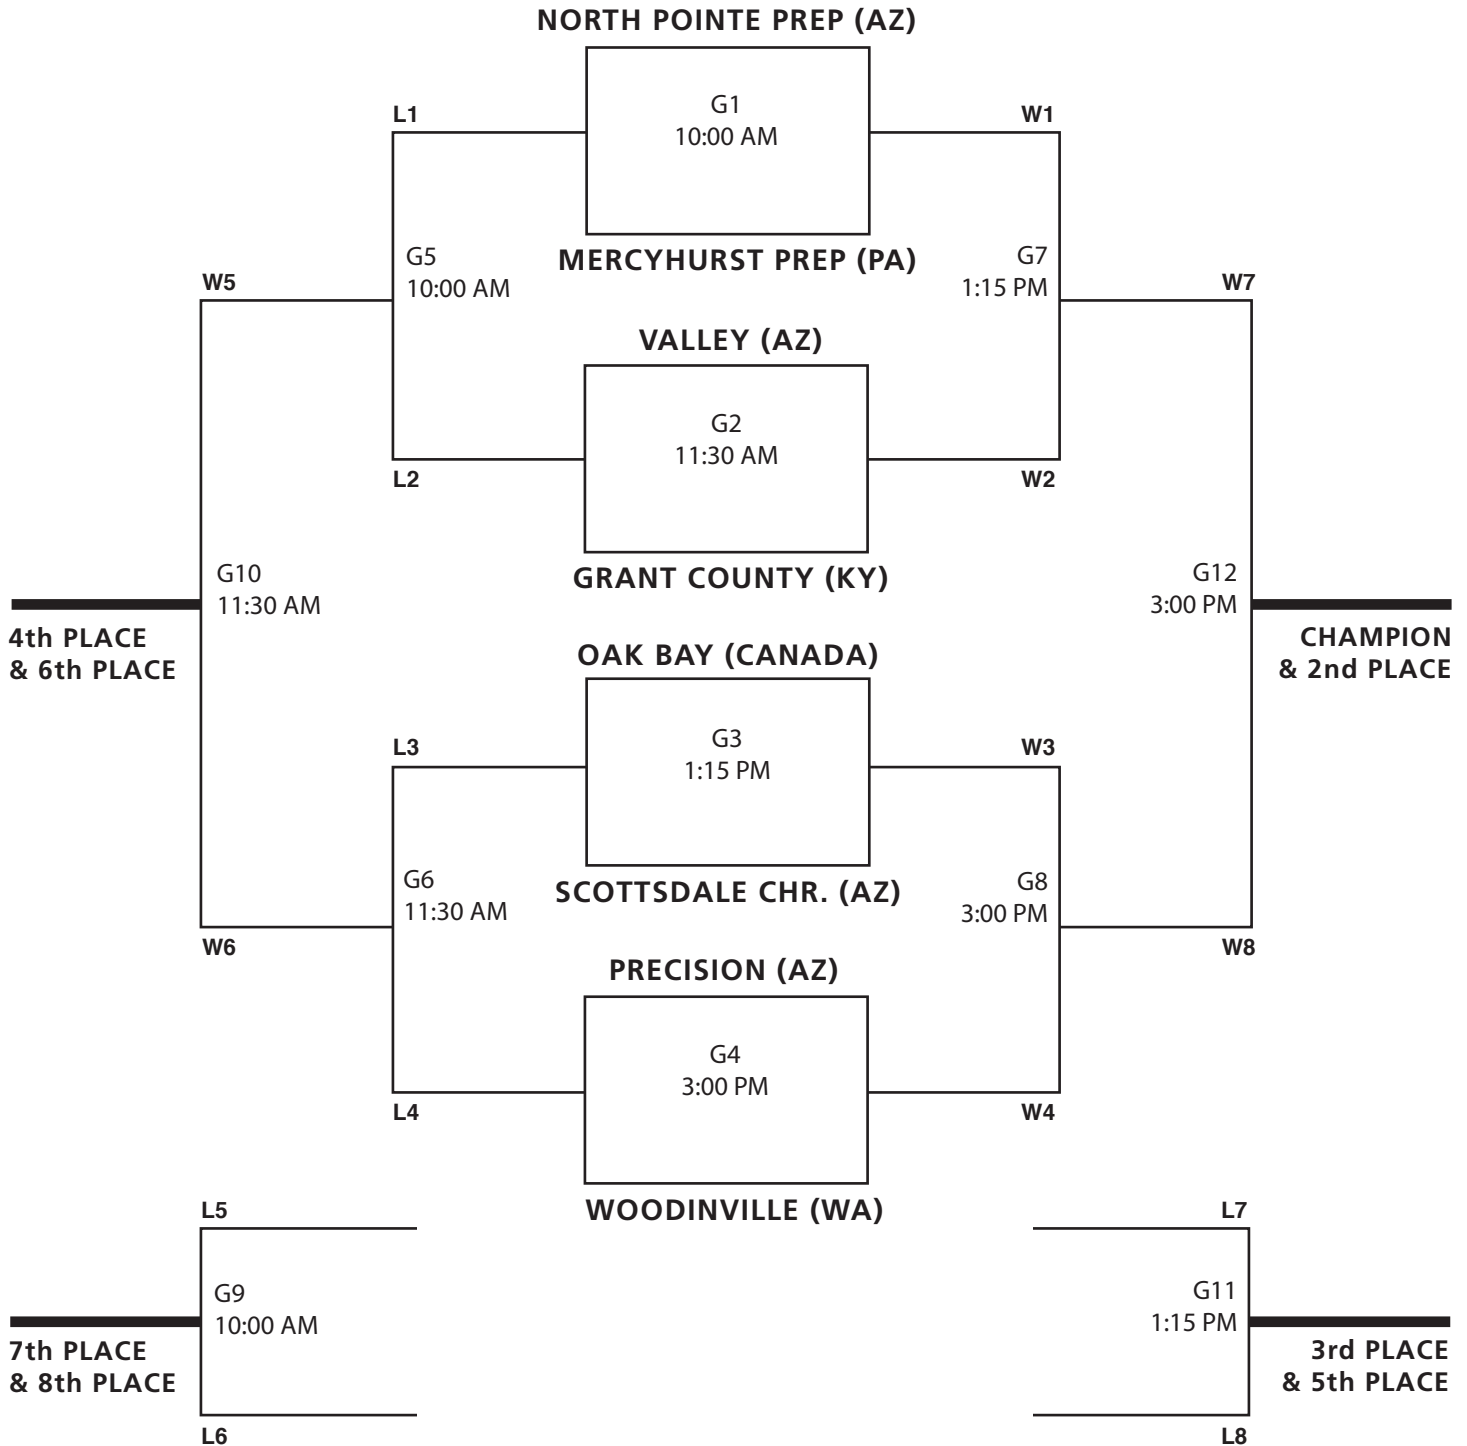 NORTH POINTE PREP (AZ)
G1
10:00 AM
L1
W1
MERCYHURST PREP (PA)
G5
10:00 AM
G7
1:15 PM
W5
W7
VALLEY (AZ)
G2
11:30 AM
L2
W2
GRANT COUNTY (KY)
G10
11:30 AM
G12
3:00 PM
4th PLACE
& 6th PLACE
CHAMPION
& 2nd PLACE
OAK BAY (CANADA)
G3
1:15 PM
L3
W3
SCOTTSDALE CHR. (AZ)
G6
11:30 AM
G8
3:00 PM
W6
W8
PRECISION (AZ)
G4
3:00 PM
L4
W4
WOODINVILLE (WA)
L5
L7
G9
10:00 AM
G11
1:15 PM
7th PLACE
& 8th PLACE
3rd PLACE
& 5th PLACE
L6
L8